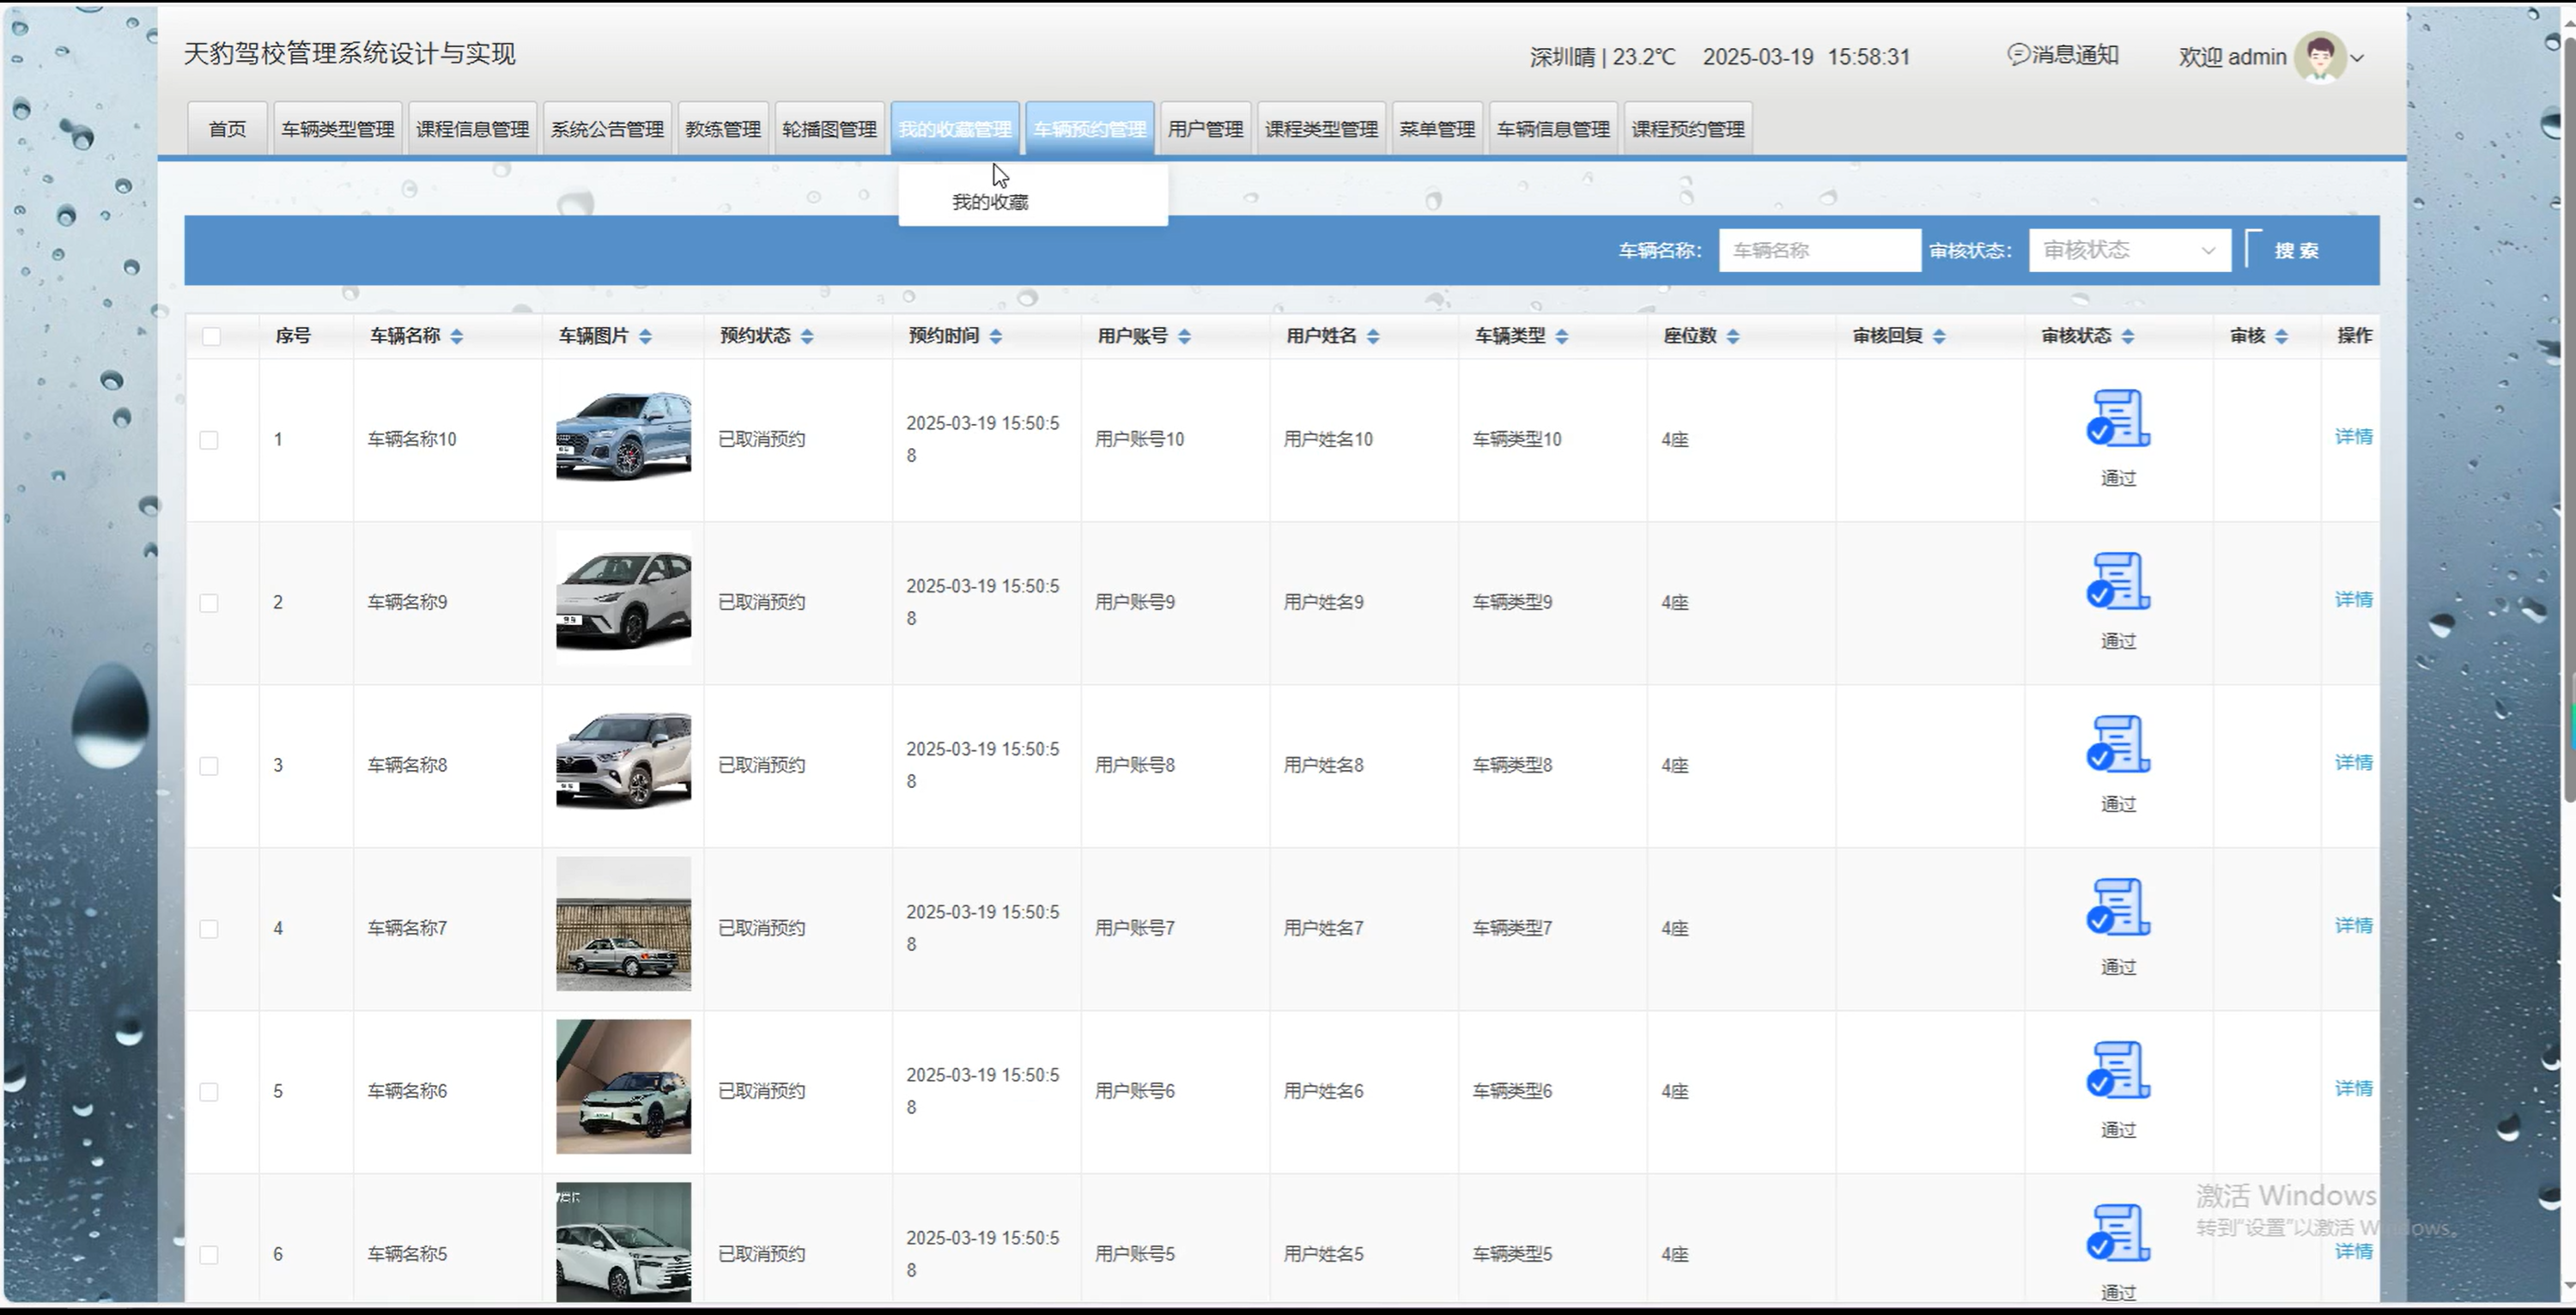 天豹驾校管理系统设计与实现
深圳晴 | 23.2℃ 2025-03-19 15:58:31 消息通知 欢迎 admin
首页 车辆类型管理 课程信息管理 系统公告管理 教练管理 轮播图管理 我的收藏管理 车辆预约管理 用户管理 课程类型管理 菜单管理 车辆信息管理 课程预约管理
我的收藏
车辆名称: 车辆名称 审核状态: 审核状态 搜 索
序号 车辆名称 车辆图片 预约状态 预约时间 用户账号 用户姓名 车辆类型 座位数 审核回复 审核状态 审核 操作
1 车辆名称10 已取消预约 2025-03-19 15:50:5
8 用户账号10 用户姓名10 车辆类型10 4座 通过 详情
2 车辆名称9 已取消预约 2025-03-19 15:50:5
8 用户账号9 用户姓名9 车辆类型9 4座 通过 详情
3 车辆名称8 已取消预约 2025-03-19 15:50:5
8 用户账号8 用户姓名8 车辆类型8 4座 通过 详情
4 车辆名称7 已取消预约 2025-03-19 15:50:5
8 用户账号7 用户姓名7 车辆类型7 4座 通过 详情
5 车辆名称6 已取消预约 2025-03-19 15:50:5
8 用户账号6 用户姓名6 车辆类型6 4座 通过 详情
6 车辆名称5 已取消预约 2025-03-19 15:50:5
8 用户账号5 用户姓名5 车辆类型5 4座 通过 详情
激活 Windows
转到“设置”以激活 Windows。